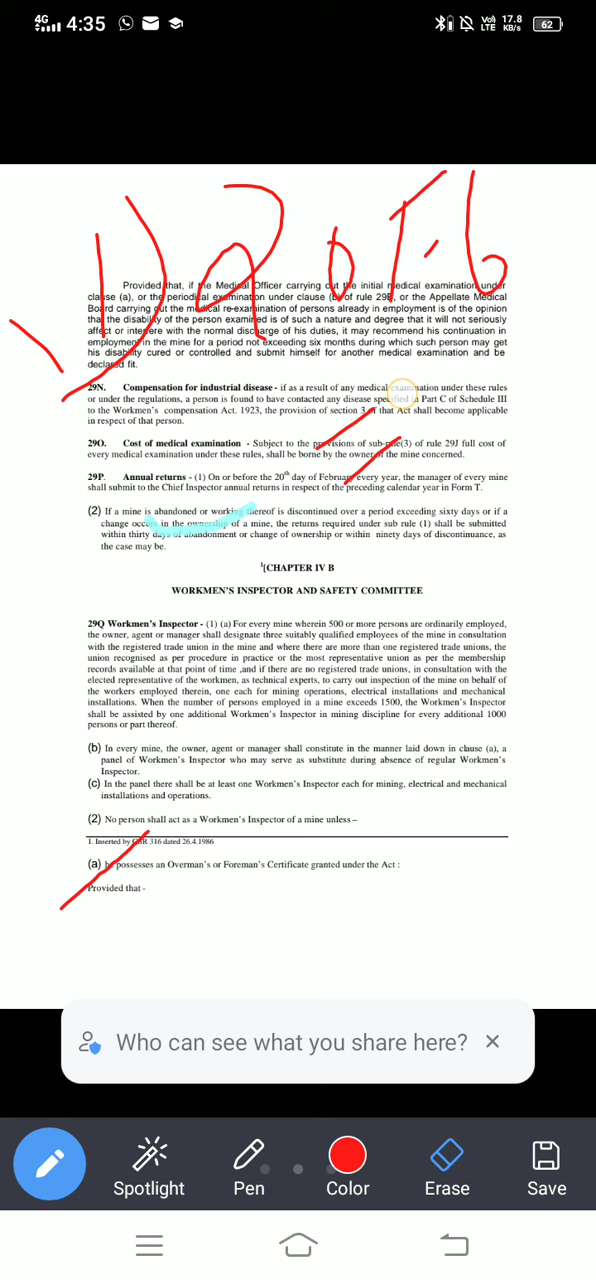 4G 4:35 Vo) LTE 17.8 KB/s 62
Provided that, if the Medical Officer carrying out the initial medical examination under
clause (a), or the periodical examination under clause (b) of rule 29B, or the Appellate Medical
Board carrying out the medical re-examination of persons already in employment is of the opinion
that the disability of the person examined is of such a nature and degree that it will not seriously
affect or interfere with the normal discharge of his duties, it may recommend his continuation in
employment in the mine for a period not exceeding six months during which such person may get
his disability cured or controlled and submit himself for another medical examination and be
declared fit.
29N. Compensation for industrial disease - if as a result of any medical examination under these rules
or under the regulations, a person is found to have contacted any disease specified in Part C of Schedule III
to the Workmen's compensation Act. 1923, the provision of section 3 of that Act shall become applicable
in respect of that person.
29O. Cost of medical examination - Subject to the provisions of sub-rule(3) of rule 29J full cost of
every medical examination under these rules, shall be borne by the owner of the mine concerned.
29P. Annual returns - (1) On or before the 20th day of February every year, the manager of every mine
shall submit to the Chief Inspector annual returns in respect of the preceding calendar year in Form T.
(2) If a mine is abandoned or working thereof is discontinued over a period exceeding sixty days or if a
change occurs in the ownership of a mine, the returns required under sub rule (1) shall be submitted
within thirty days of abandonment or change of ownership or within ninety days of discontinuance, as
the case may be.
1[CHAPTER IV B
WORKMEN'S INSPECTOR AND SAFETY COMMITTEE
29Q Workmen's Inspector - (1) (a) For every mine wherein 500 or more persons are ordinarily employed,
the owner, agent or manager shall designate three suitably qualified employees of the mine in consultation
with the registered trade union in the mine and where there are more than one registered trade unions, the
union recognised as per procedure in practice or the most representative union as per the membership
records available at that point of time ,and if there are no registered trade unions, in consultation with the
elected representative of the workmen, as technical experts, to carry out inspection of the mine on behalf of
the workers employed therein, one each for mining operations, electrical installations and mechanical
installations. When the number of persons employed in a mine exceeds 1500, the Workmen's Inspector
shall be assisted by one additional Workmen's Inspector in mining discipline for every additional 1000
persons or part thereof.
(b) In every mine, the owner, agent or manager shall constitute in the manner laid down in clause (a), a
panel of Workmen's Inspector who may serve as substitute during absence of regular Workmen's
Inspector.
(c) In the panel there shall be at least one Workmen's Inspector each for mining, electrical and mechanical
installations and operations.
(2) No person shall act as a Workmen's Inspector of a mine unless –
1. Inserted by GSR 316 dated 26.4.1986
(a) he possesses an Overman's or Foreman's Certificate granted under the Act :
Provided that -
Who can see what you share here? ×
Spotlight Pen Color Erase Save